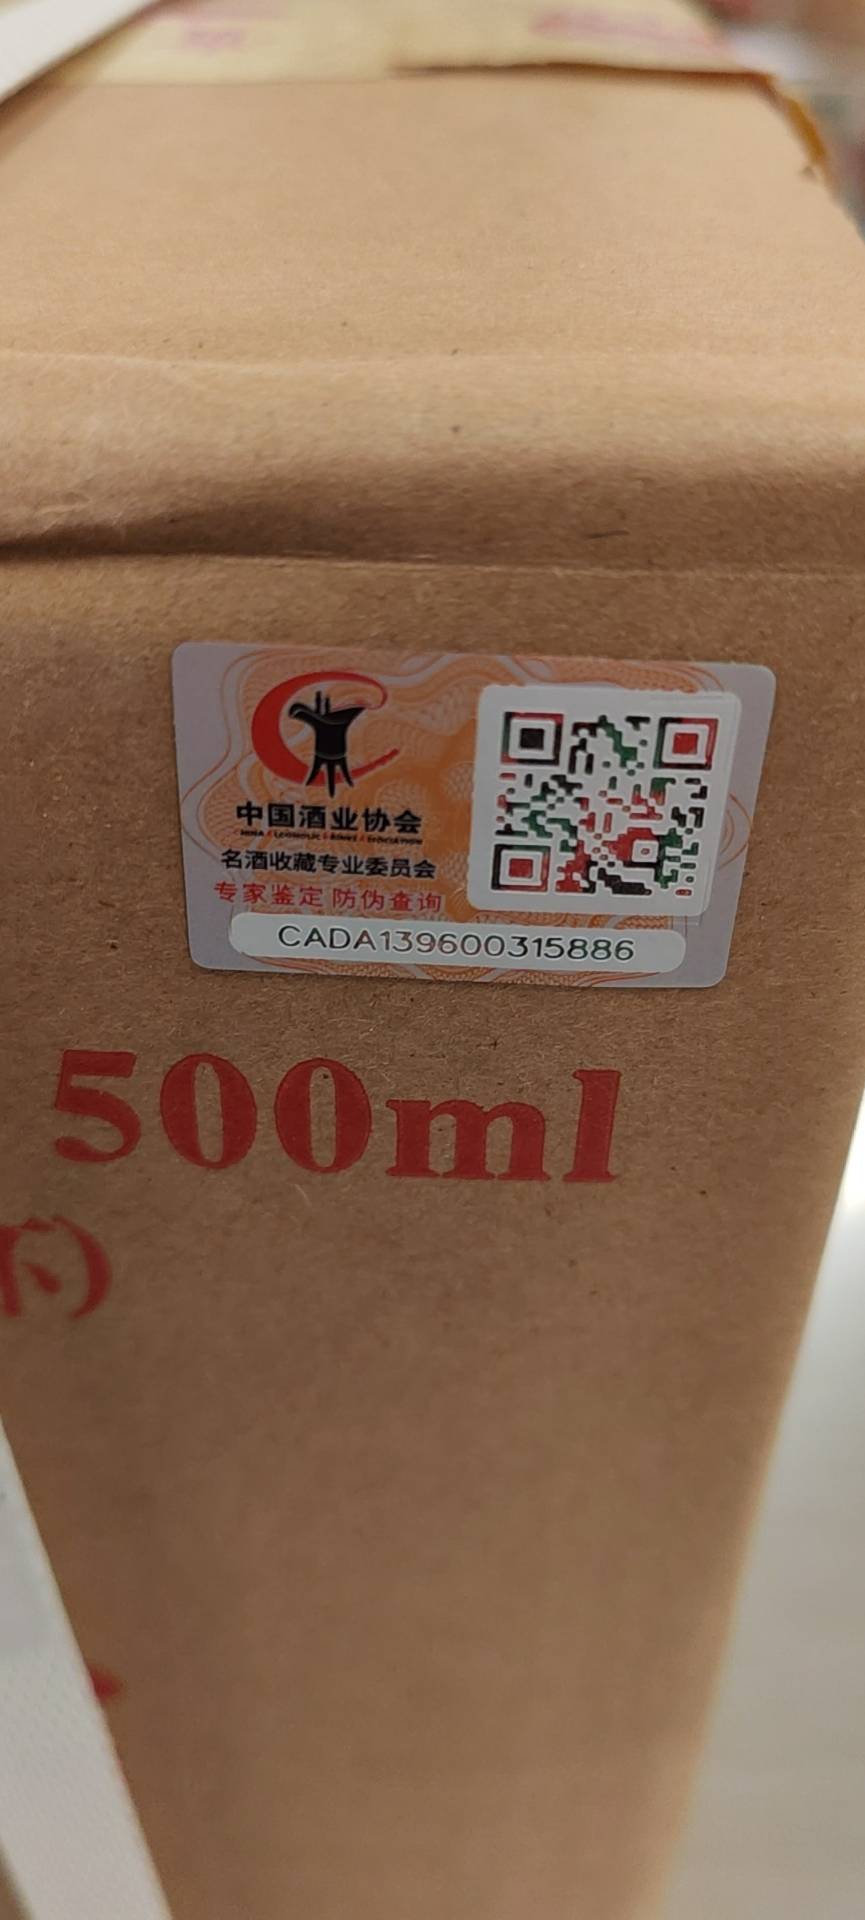 中国酒业协会
名酒收藏专业委员会
专家鉴定 防伪查询
CADA139600315886
500ml